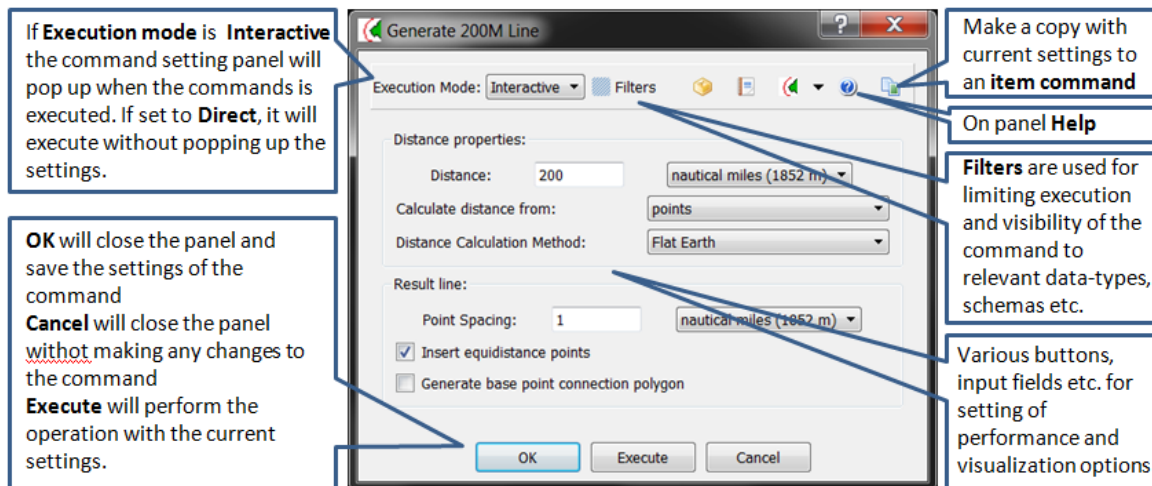 If Execution mode is Interactive
the command setting panel will
pop up when the commands is
executed. If set to Direct, it will
execute without popping up the
settings.
OK will close the panel and
save the settings of the
command
Cancel will close the panel
withot making any changes to
the command
Execute will perform the
operation with the current
settings.
Generate 200M Line
Execution Mode: Interactive Filters
Distance properties:
Distance: 200 nautical miles (1852 m)
Calculate distance from: points
Distance Calculation Method: Flat Earth
Result line:
Point Spacing: 1 nautical miles (1852 m)
Insert equidistance points
Generate base point connection polygon
OK Execute Cancel
Make a copy with
current settings to
an item command
On panel Help
Filters are used for
limiting execution
and visibility of the
command to
relevant data-types,
schemas etc.
Various buttons,
input fields etc. for
setting of
performance and
visualization options